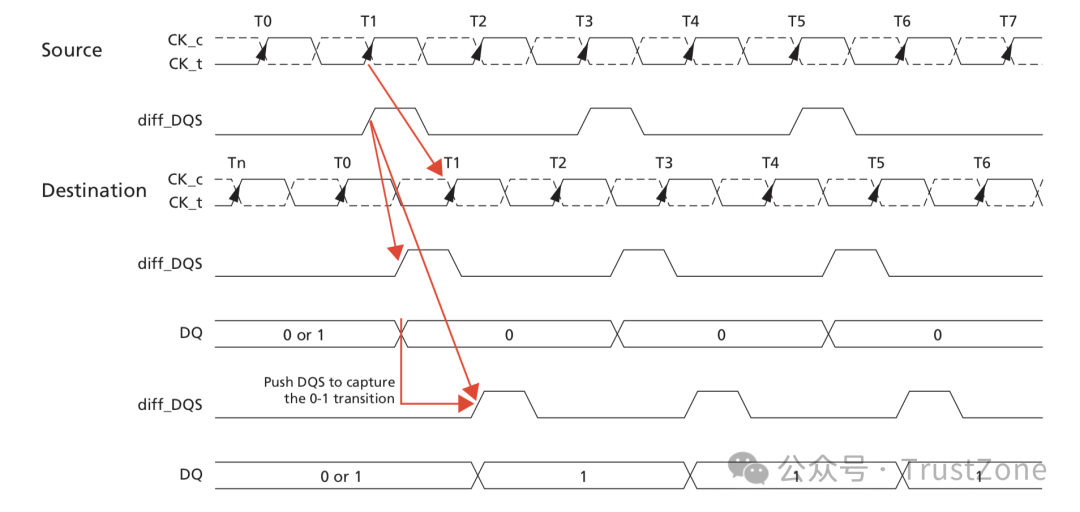 T0 T1 T2 T3 T4 T5 T6 T7
CK_c
Source
CK_t
diff_DQS
Tn T0 T1 T2 T3 T4 T5 T6
CK_c
Destination
CK_t
diff_DQS
DQ 0 or 1 0 0 0
Push DQS to capture
the 0-1 transition
diff_DQS
DQ 0 or 1 1 1 1
公众号 · TrustZone